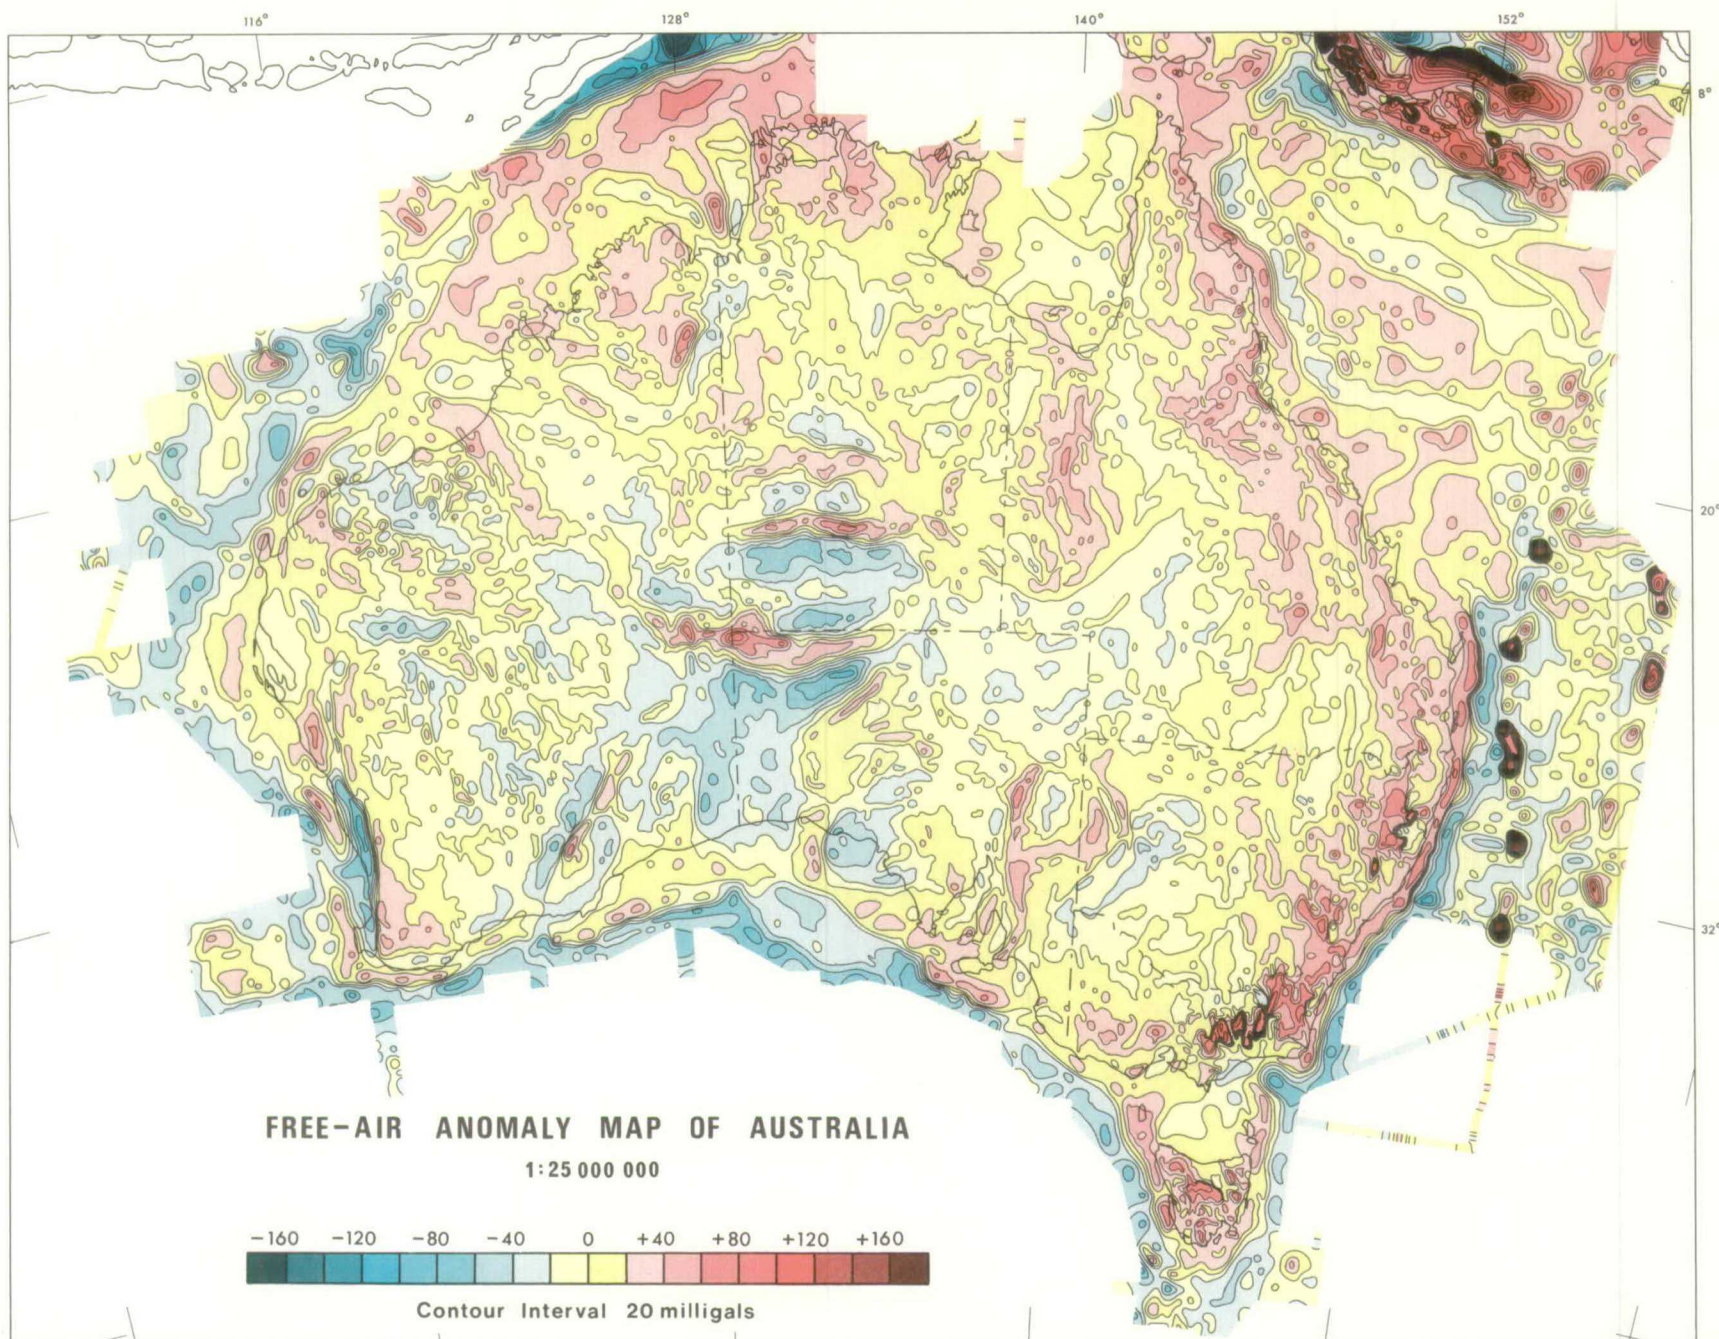 116° 128° 140° 152°
8°
20°
32°
FREE-AIR ANOMALY MAP OF AUSTRALIA
1:25 000 000
-160 -120 -80 -40 0 +40 +80 +120 +160
Contour Interval 20 milligals